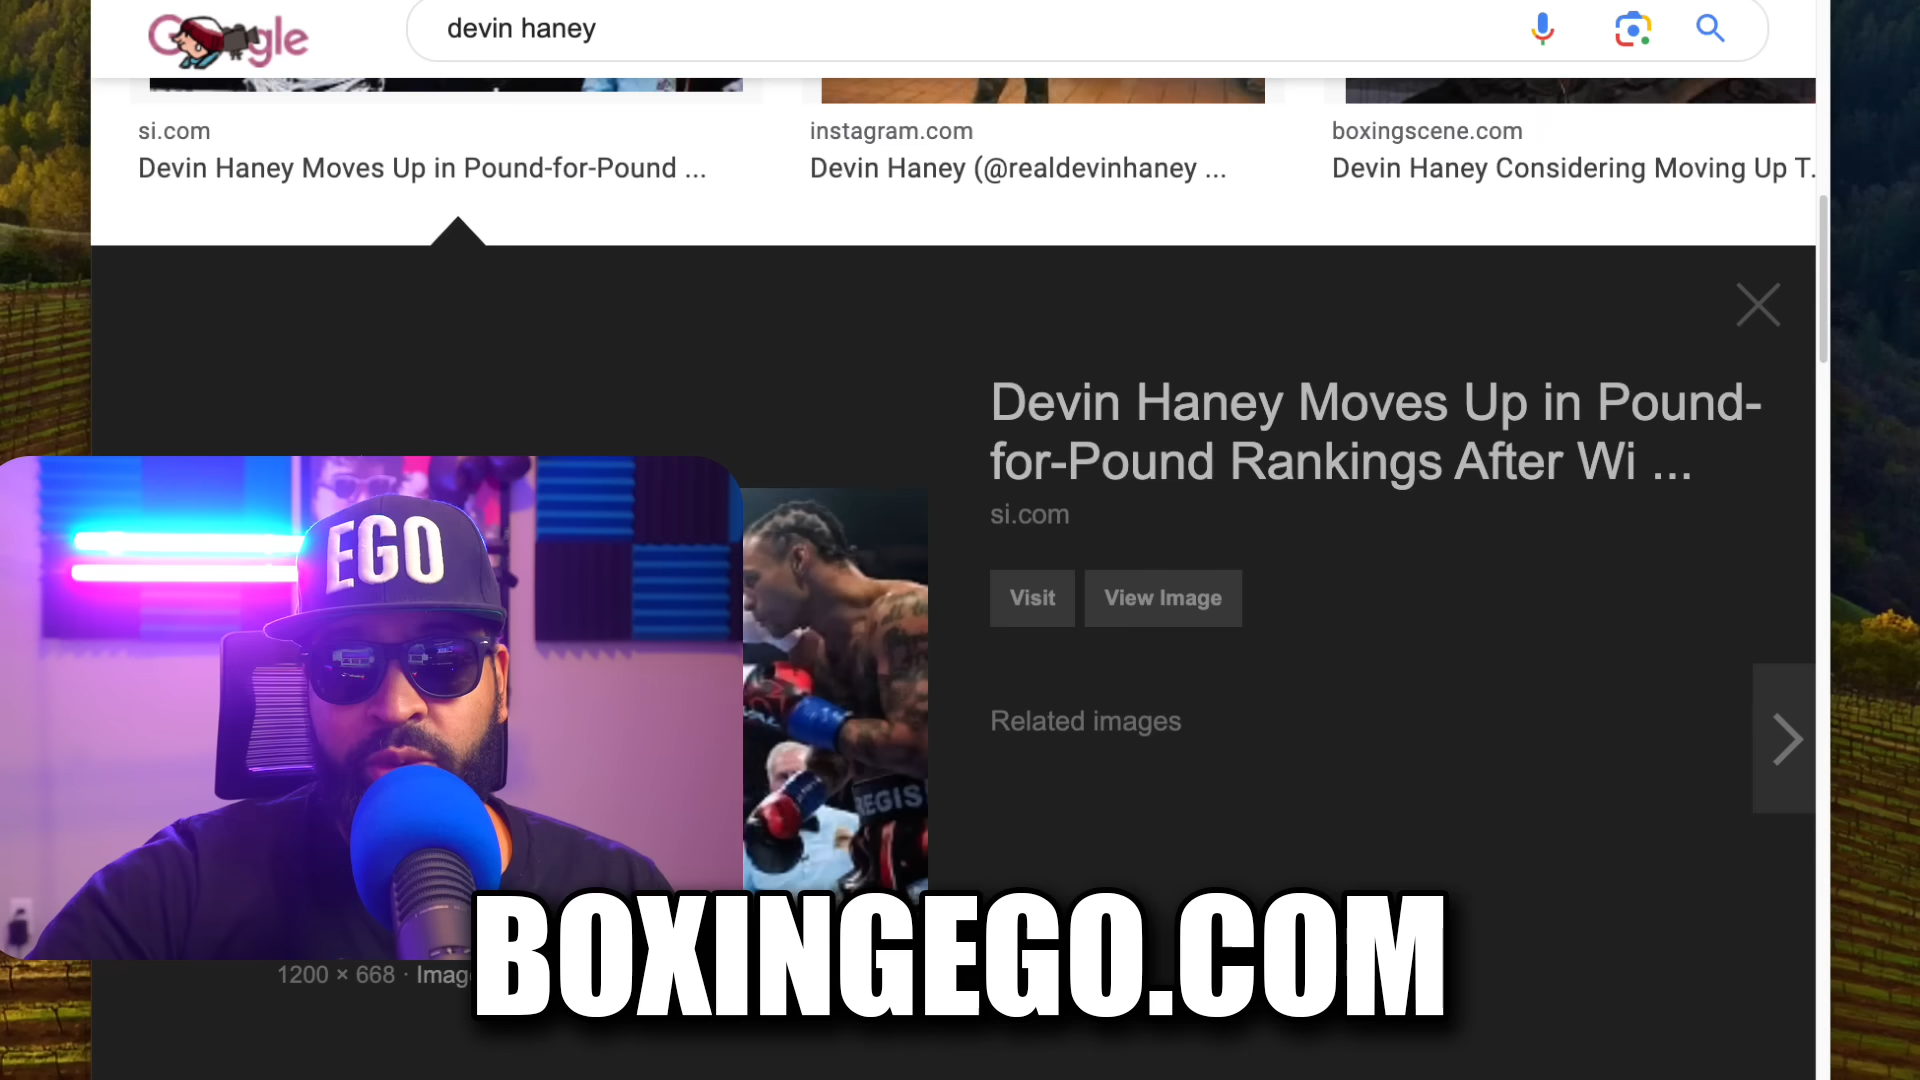 Google
devin haney
si.com
Devin Haney Moves Up in Pound-for-Pound ...
instagram.com
Devin Haney (@realdevinhaney ...
boxingscene.com
Devin Haney Considering Moving Up T.
Devin Haney Moves Up in Pound-
for-Pound Rankings After Wi ...
si.com
Visit
View Image
Related images
EGO
REGIS
1200 × 668 · Imag
BOXINGEGO.COM